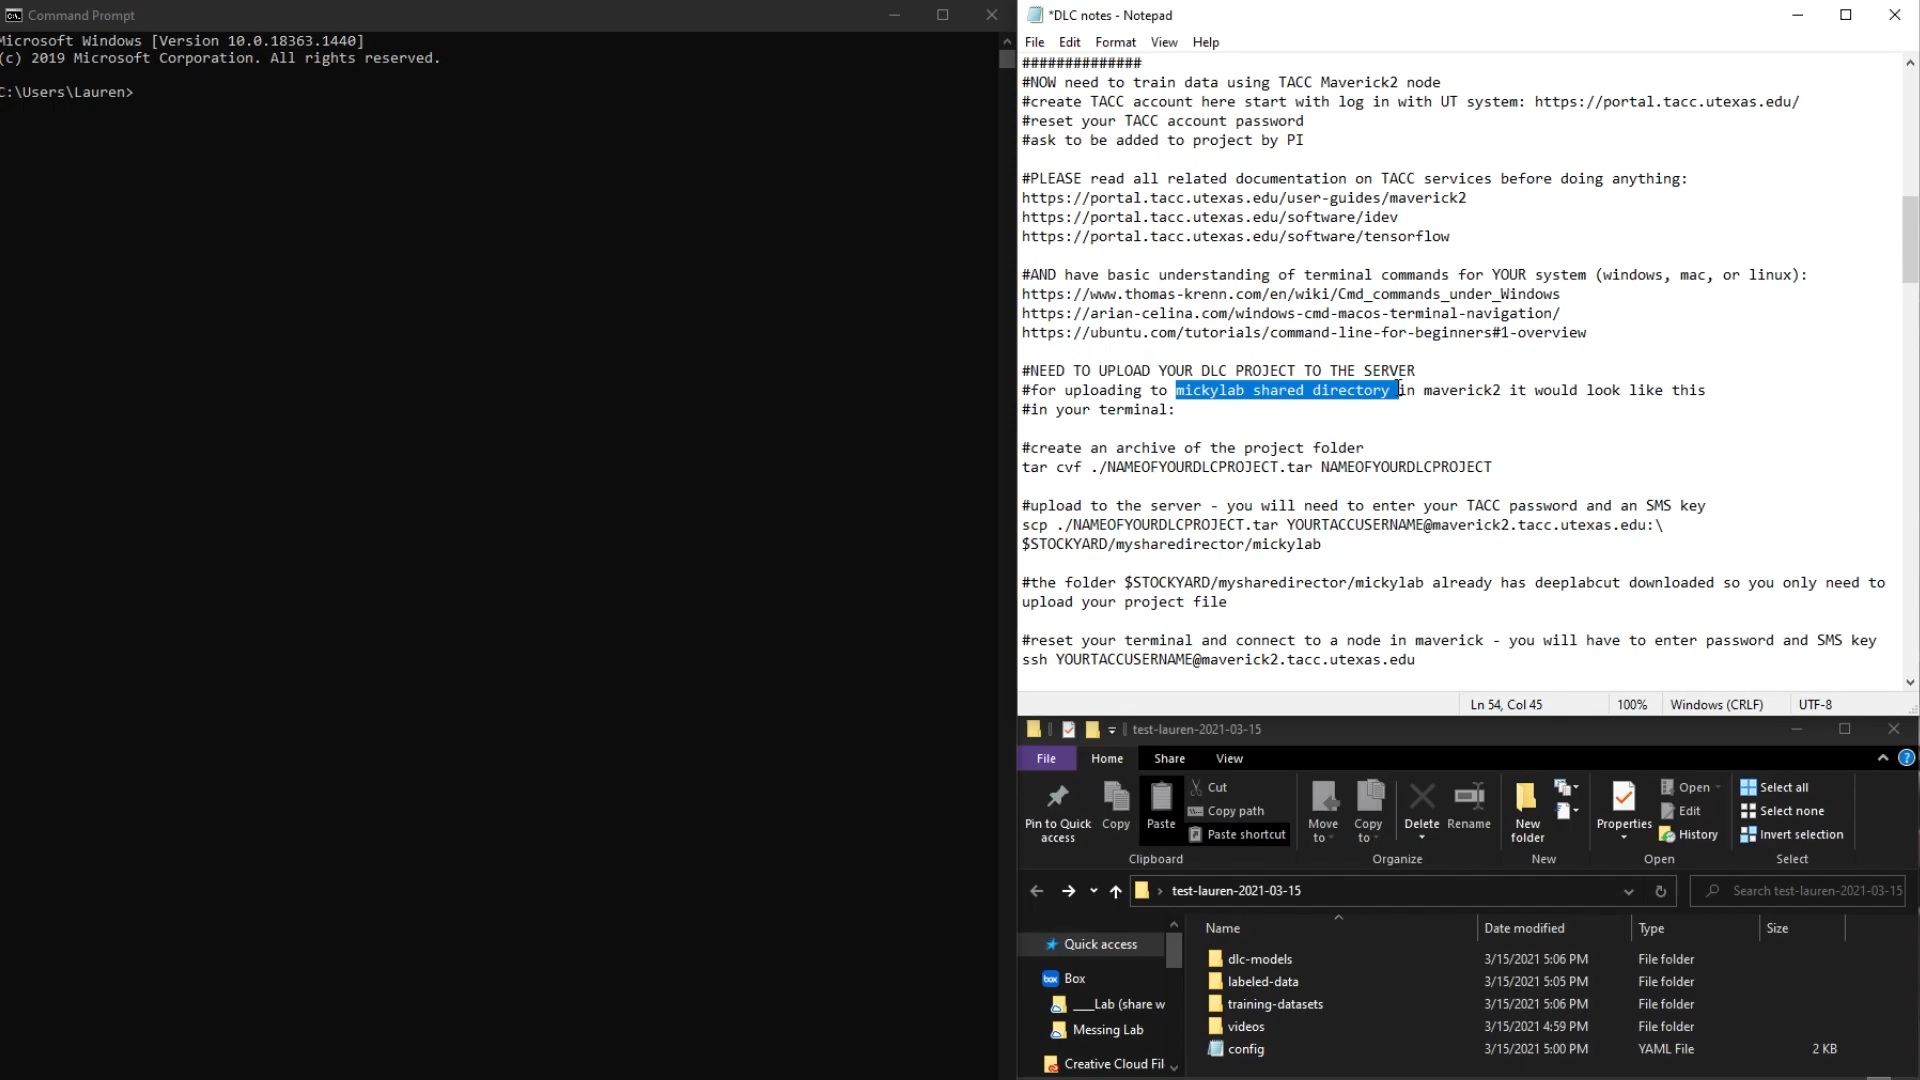 Command Prompt
Microsoft Windows [Version 10.0.18363.1440]
(c) 2019 Microsoft Corporation. All rights reserved.
C:\Users\Lauren>
*DLC notes - Notepad
File Edit Format View Help
##############
#NOW need to train data using TACC Maverick2 node
#create TACC account here start with log in with UT system: https://portal.tacc.utexas.edu/
#reset your TACC account password
#ask to be added to project by PI
#PLEASE read all related documentation on TACC services before doing anything:
https://portal.tacc.utexas.edu/user-guides/maverick2
https://portal.tacc.utexas.edu/software/idev
https://portal.tacc.utexas.edu/software/tensorflow
#AND have basic understanding of terminal commands for YOUR system (windows, mac, or linux):
https://www.thomas-krenn.com/en/wiki/Cmd_commands_under_Windows
https://arian-celina.com/windows-cmd-macos-terminal-navigation/
https://ubuntu.com/tutorials/command-line-for-beginners#1-overview
#NEED TO UPLOAD YOUR DLC PROJECT TO THE SERVER
#for uploading to mickylab shared directory in maverick2 it would look like this
#in your terminal:
#create an archive of the project folder
tar cvf ./NAMEOFYOURDLCPROJECT.tar NAMEOFYOURDLCPROJECT
#upload to the server - you will need to enter your TACC password and an SMS key
scp ./NAMEOFYOURDLCPROJECT.tar YOURTACCUSERNAME@maverick2.tacc.utexas.edu:\
$STOCKYARD/mysharedirector/mickylab
#the folder $STOCKYARD/mysharedirector/mickylab already has deeplabcut downloaded so you only need to
upload your project file
#reset your terminal and connect to a node in maverick - you will have to enter password and SMS key
ssh YOURTACCUSERNAME@maverick2.tacc.utexas.edu
Ln 54, Col 45 100% Windows (CRLF) UTF-8
test-lauren-2021-03-15
File Home Share View
Pin to Quick access
Copy
Paste
Cut
Copy path
Paste shortcut
Move to
Copy to
Delete
Rename
New folder
Properties
Open
Edit
History
Select all
Select none
Invert selection
Clipboard Organize New Open Select
test-lauren-2021-03-15
Search test-lauren-2021-03-15
Quick access
Box
___Lab (share w
Messing Lab
Creative Cloud Fil
Name Date modified Type Size
dlc-models 3/15/2021 5:06 PM File folder
labeled-data 3/15/2021 5:05 PM File folder
training-datasets 3/15/2021 5:06 PM File folder
videos 3/15/2021 4:59 PM File folder
config 3/15/2021 5:00 PM YAML File 2 KB